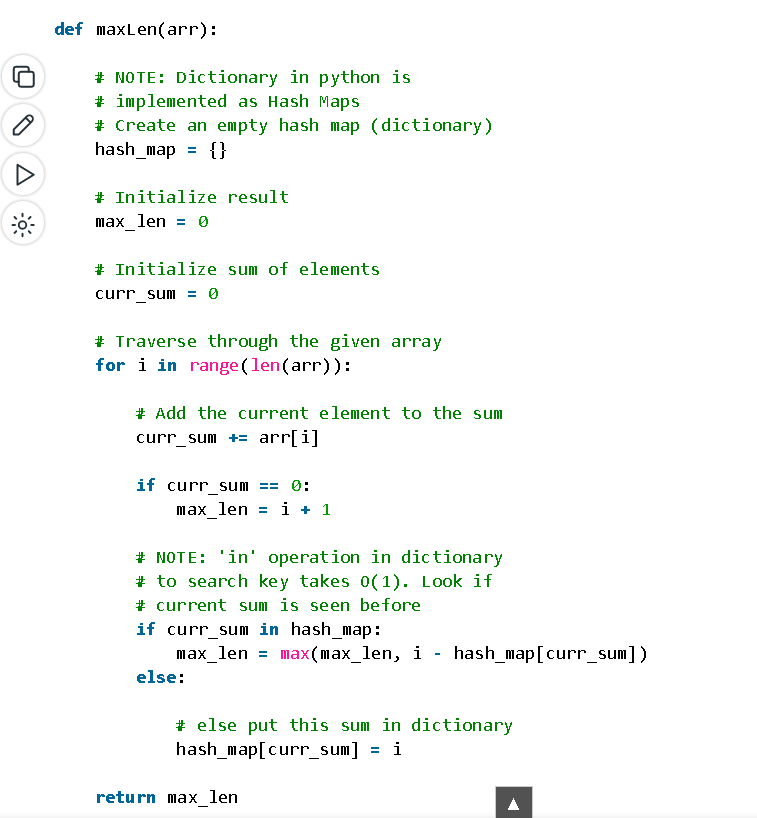 def maxLen(arr):
# NOTE: Dictionary in python is
# implemented as Hash Maps
# Create an empty hash map (dictionary)
hash_map = {}
# Initialize result
max_len = 0
# Initialize sum of elements
curr_sum = 0
# Traverse through the given array
for i in range(len(arr)):
# Add the current element to the sum
curr_sum += arr[i]
if curr_sum == 0:
max_len = i + 1
# NOTE: 'in' operation in dictionary
# to search key takes O(1). Look if
# current sum is seen before
if curr_sum in hash_map:
max_len = max(max_len, i - hash_map[curr_sum])
else:
# else put this sum in dictionary
hash_map[curr_sum] = i
return max_len